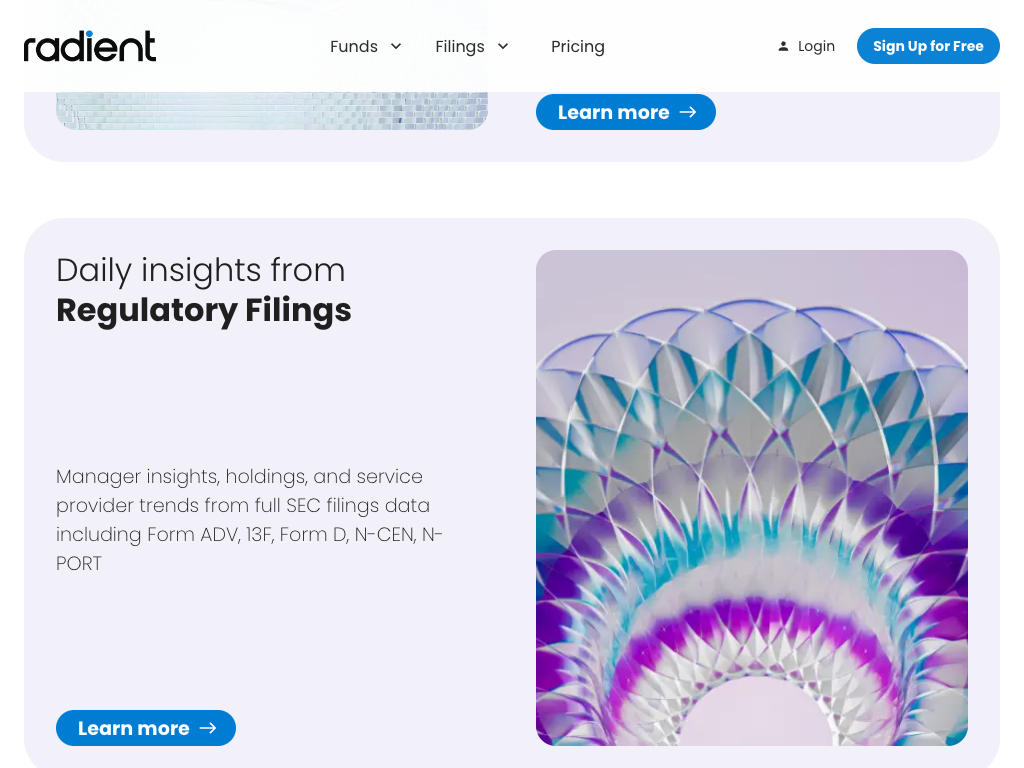 radient
Funds
Filings
Pricing
Login
Sign Up for Free
Learn more
Daily insights from
Regulatory Filings
Manager insights, holdings, and service
provider trends from full SEC filings data
including Form ADV, 13F, Form D, N-CEN, N-
PORT
Learn more